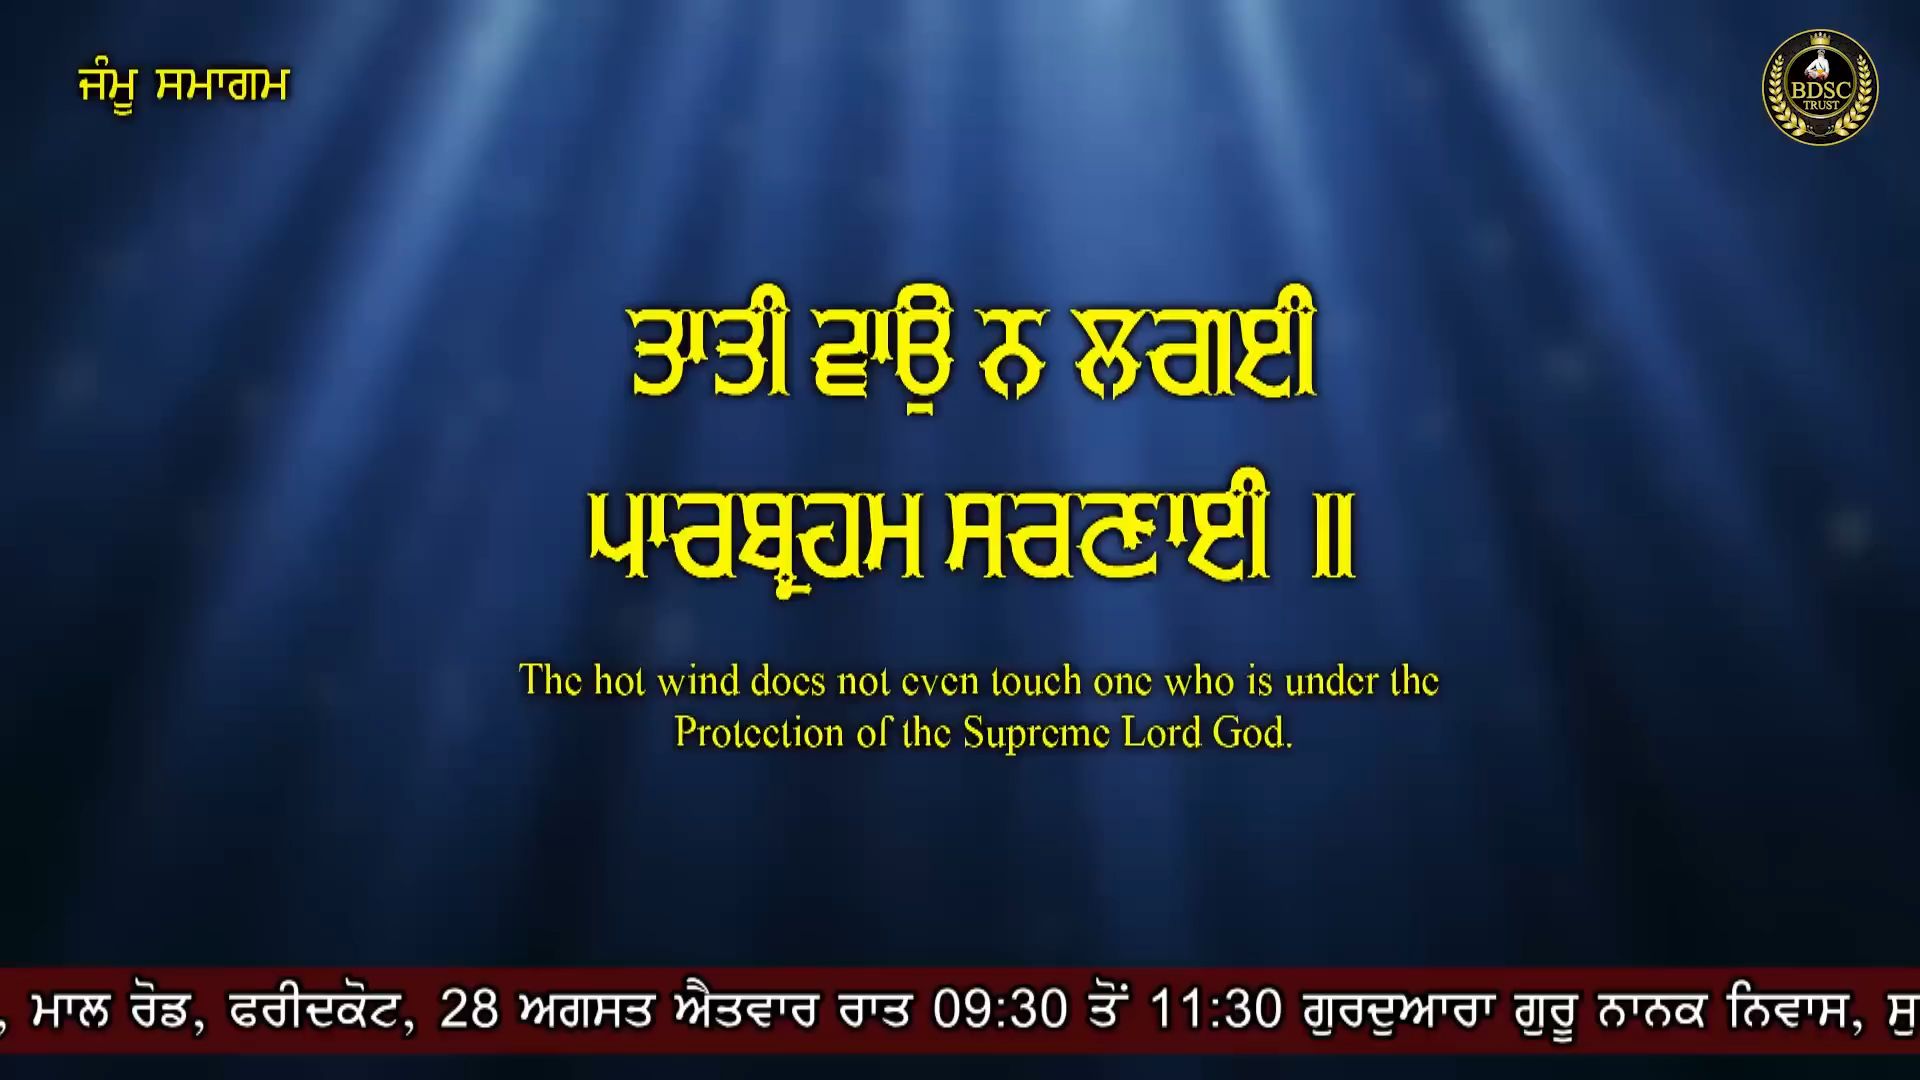 ਜੰਮੂ ਸਮਾਗਮ
BDSC
TRUST
ਤਾਤੀ ਵਾਉ ਨ ਲਗਈ
ਪਾਰਬ੍ਰਹਮ ਸਰਣਾਈ ॥
The hot wind does not even touch one who is under the
Protection of the Supreme Lord God.
, ਮਾਲ ਰੋਡ, ਫਰੀਦਕੋਟ, 28 ਅਗਸਤ ਐਤਵਾਰ ਰਾਤ 09:30 ਤੋਂ 11:30 ਗੁਰਦੁਆਰਾ ਗੁਰੂ ਨਾਨਕ ਨਿਵਾਸ, ਸੁ